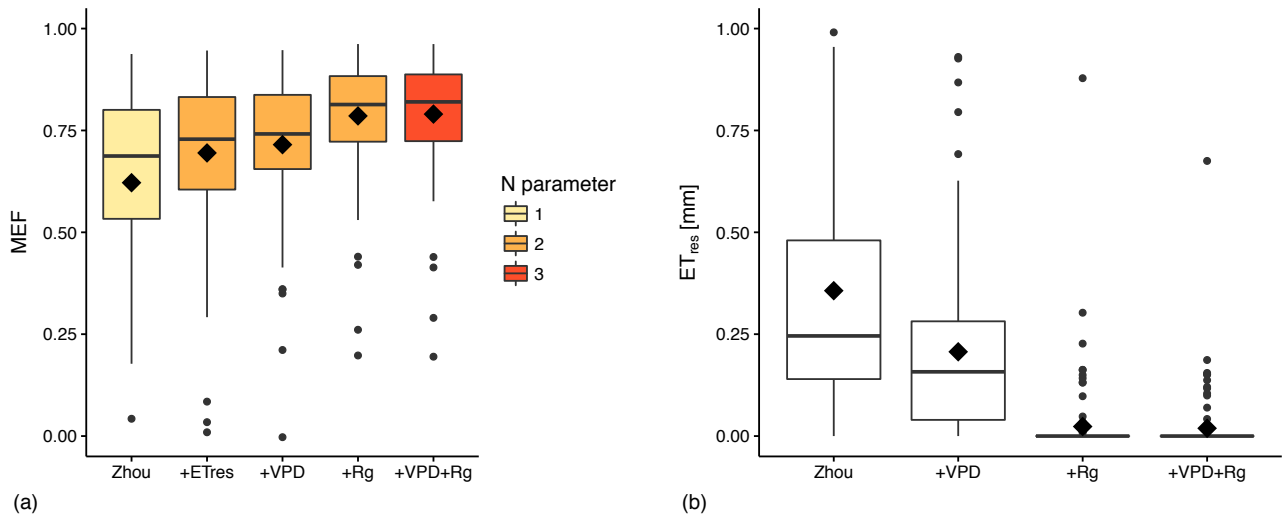 1.00
0.75
0.50
0.25
0.00
MEF
Zhou +ETres +VPD +Rg +VPD+Rg
(a)
N parameter
1
2
3
1.00
0.75
0.50
0.25
0.00
ETres [mm]
Zhou +VPD +Rg +VPD+Rg
(b)